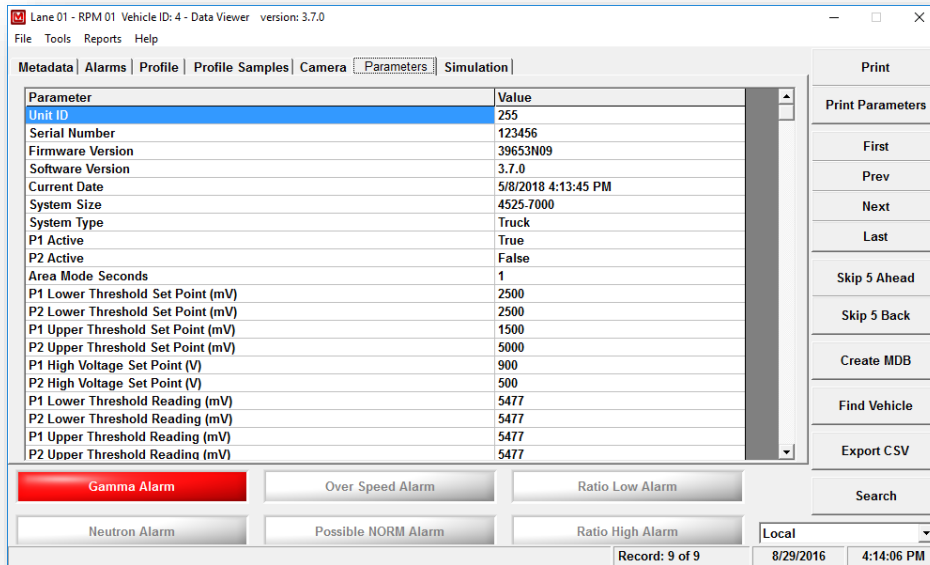 Lane 01 - RPM 01 Vehicle ID: 4 - Data Viewer version: 3.7.0
File Tools Reports Help
Metadata Alarms Profile Profile Samples Camera Parameters Simulation
Parameter Value
Unit ID 255
Serial Number 123456
Firmware Version 39653N09
Software Version 3.7.0
Current Date 5/8/2018 4:13:45 PM
System Size 4525-7000
System Type Truck
P1 Active True
P2 Active False
Area Mode Seconds 1
P1 Lower Threshold Set Point (mV) 2500
P2 Lower Threshold Set Point (mV) 2500
P1 Upper Threshold Set Point (mV) 1500
P2 Upper Threshold Set Point (mV) 5000
P1 High Voltage Set Point (V) 900
P2 High Voltage Set Point (V) 500
P1 Lower Threshold Reading (mV) 5477
P2 Lower Threshold Reading (mV) 5477
P1 Upper Threshold Reading (mV) 5477
P2 Upper Threshold Reading (mV) 5477
Print
Print Parameters
First
Prev
Next
Last
Skip 5 Ahead
Skip 5 Back
Create MDB
Find Vehicle
Export CSV
Search
Gamma Alarm Over Speed Alarm Ratio Low Alarm
Neutron Alarm Possible NORM Alarm Ratio High Alarm
Local
Record: 9 of 9 8/29/2016 4:14:06 PM